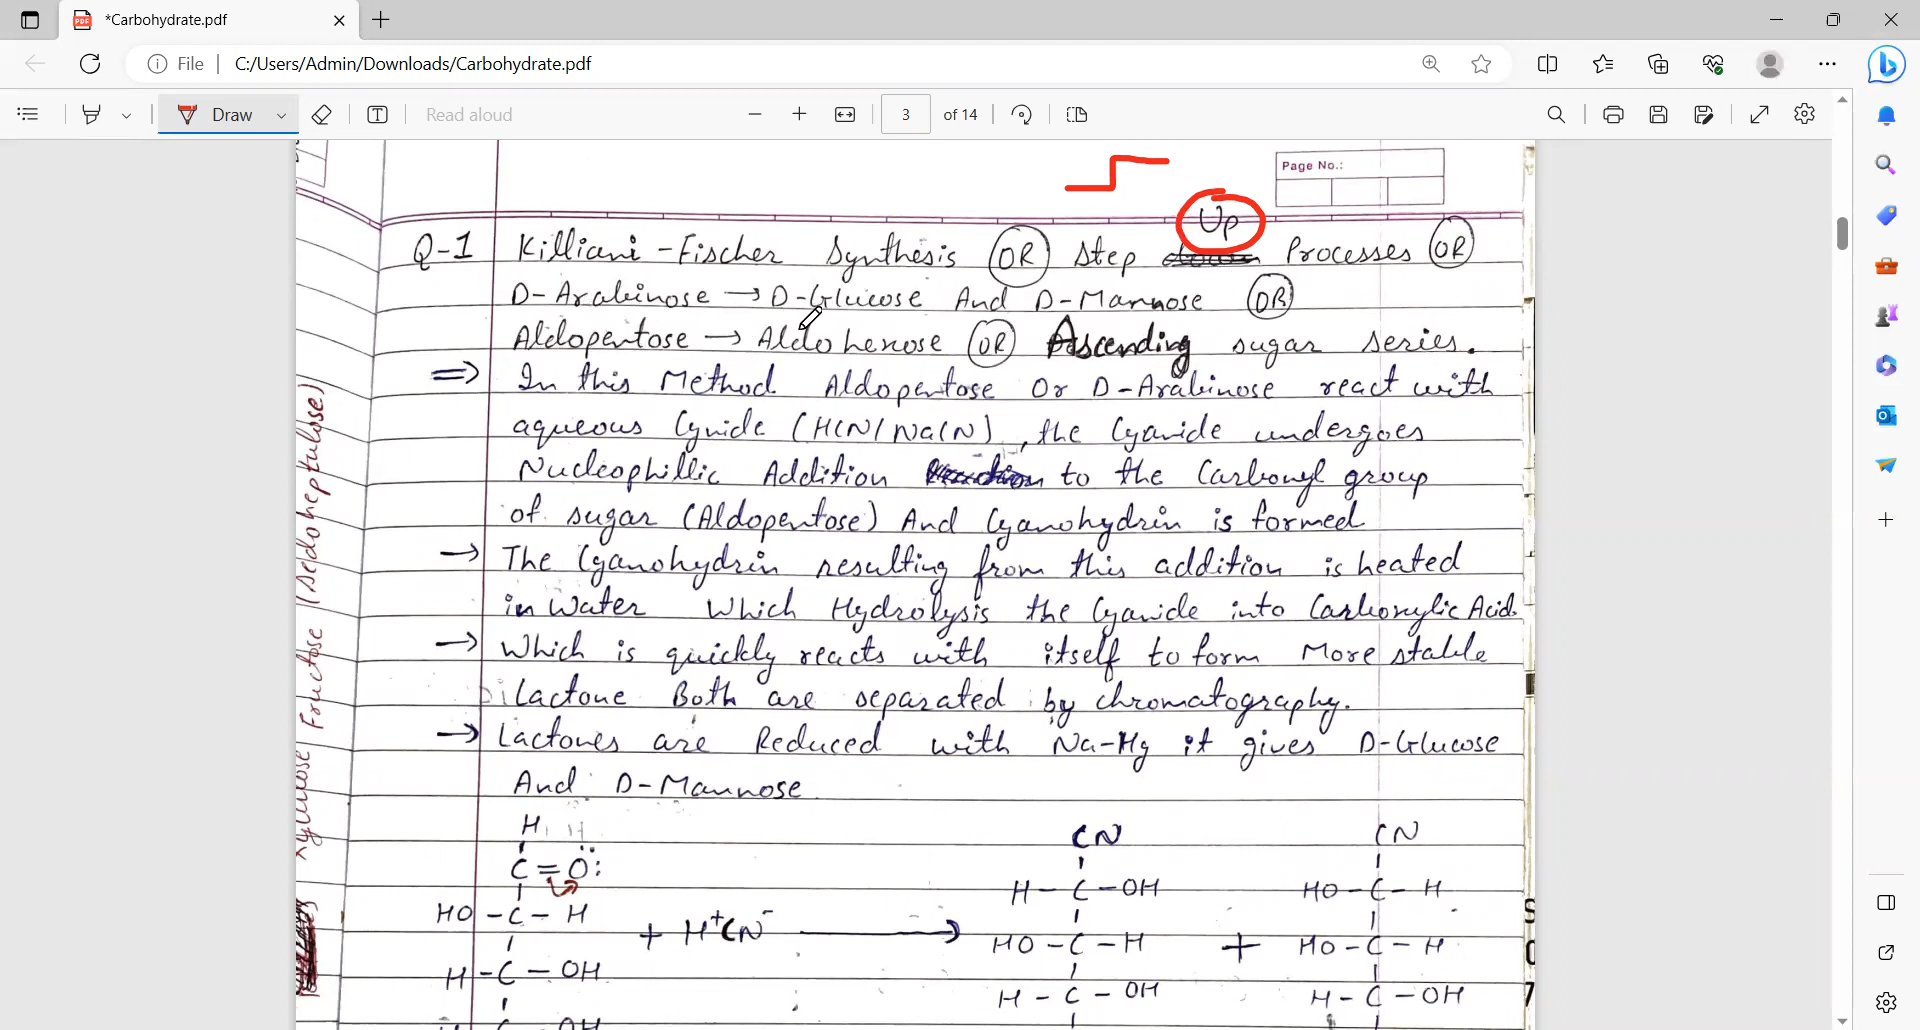 *Carbohydrate.pdf
File
C:/Users/Admin/Downloads/Carbohydrate.pdf
Draw
Read aloud
3 of 14
Page No.:
Up
Q-1 Killiani-Fischer Synthesis OR Step Processes OR
D-Arabinose → D-Glucose And D-Mannose OR
Aldopentose → Aldohexose OR Ascending sugar series.
⇒ In this Method Aldopentose Or D-Arabinose react with
aqueous Cynide (HCN/NaCN), the Cyanide undergoes
Nucleophillic Addition to the Carbonyl group
of sugar (Aldopentose) And Cyanohydrin is formed
→ The Cyanohydrin resulting from this addition is heated
in Water Which Hydrolysis the Cyanide into Carboxylic Acid
→ Which is quickly reacts with itself to form More stable
Lactone Both are separated by chromatography.
→ Lactones are Reduced with Na-Hg it gives D-Glucose
And D-Mannose
H CN CN
C=O: H-C-OH HO-C-H
HO-C-H + H⁺CN⁻ → HO-C-H + HO-C-H
H-C-OH H-C-OH H-C-OH
OH
Fructose (Sedoheptulose)